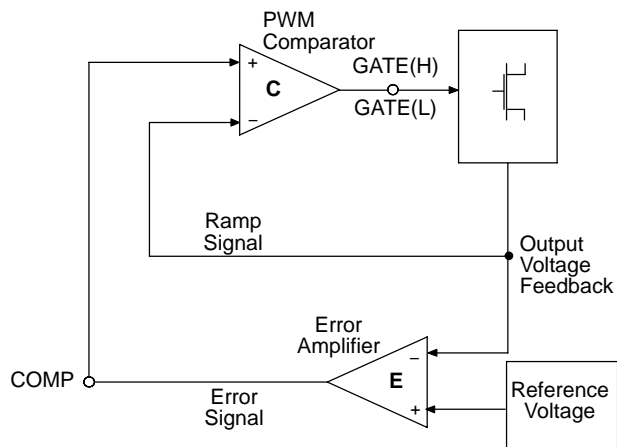 PWM
Comparator
GATE(H)
+
C
GATE(L)
−
Ramp
Signal
Output
Voltage
Feedback
Error
Amplifier
−
COMP
E
Error
Signal
+
Reference
Voltage